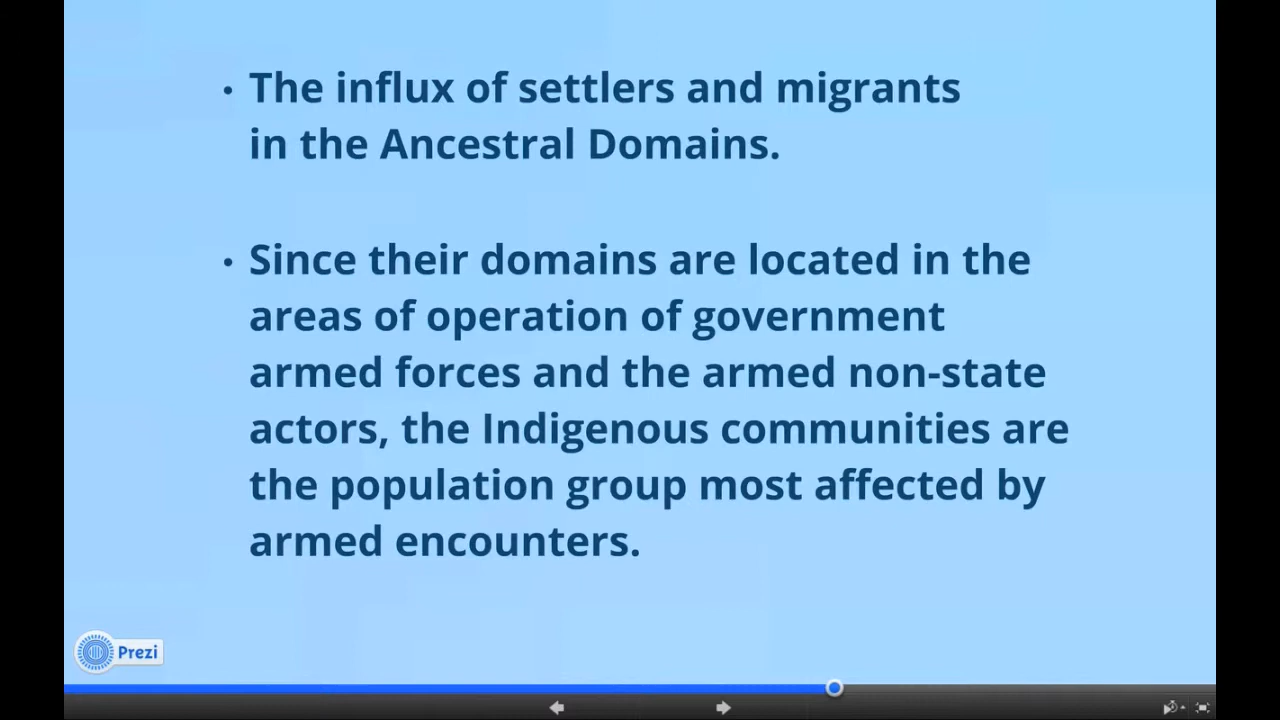 • The influx of settlers and migrants
in the Ancestral Domains.
• Since their domains are located in the
areas of operation of government
armed forces and the armed non-state
actors, the Indigenous communities are
the population group most affected by
armed encounters.
Prezi